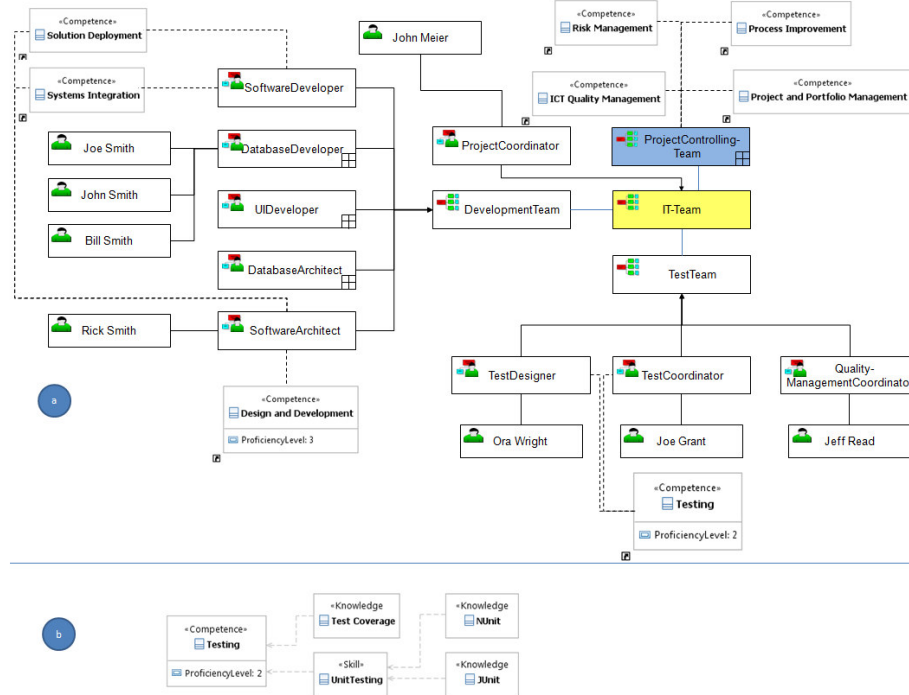 «Competence»
Solution Deployment
«Competence»
Systems Integration
John Meier
«Competence»
Risk Management
«Competence»
Process Improvement
«Competence»
ICT Quality Management
«Competence»
Project and Portfolio Management
SoftwareDeveloper
Joe Smith
DatabaseDeveloper
ProjectCoordinator
ProjectControlling-
Team
John Smith
UIDeveloper
DevelopmentTeam
IT-Team
Bill Smith
DatabaseArchitect
TestTeam
Rick Smith
SoftwareArchitect
TestDesigner
TestCoordinator
Quality-
ManagementCoordinato
a
«Competence»
Design and Development
ProficiencyLevel: 3
Ora Wright
Joe Grant
Jeff Read
«Competence»
Testing
ProficiencyLevel: 2
b
«Competence»
Testing
ProficiencyLevel: 2
«Knowledge
Test Coverage
«Knowledge
NUnit
«Skill»
UnitTesting
«Knowledge
JUnit